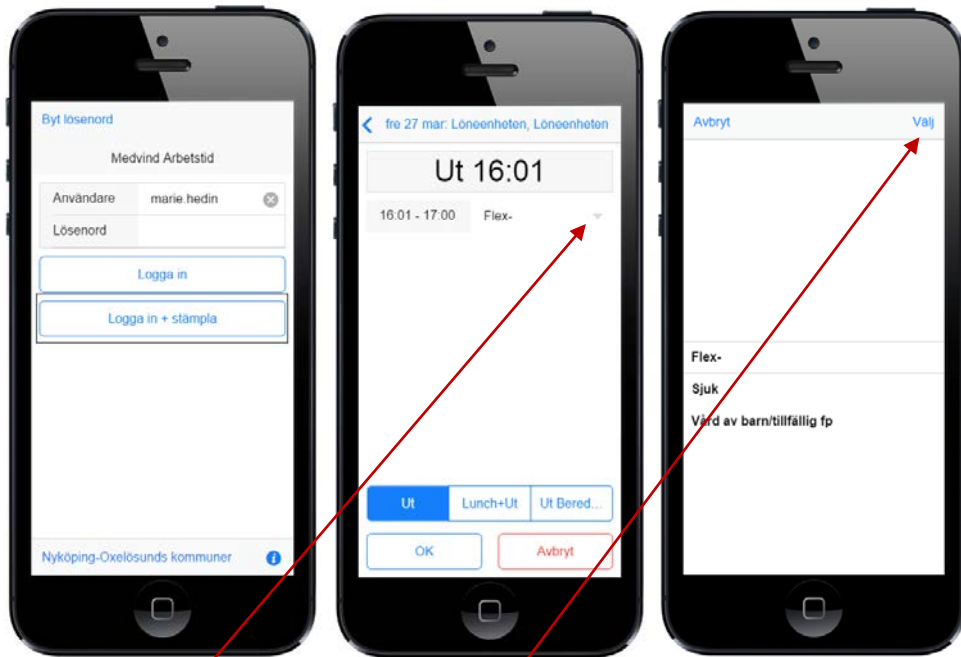 Byt lösenord
Medvind Arbetstid
Användare marie.hedin
Lösenord
Logga in
Logga in + stämpla
Nyköping-Oxelösunds kommuner
fre 27 mar: Löneenheten, Löneenheten
Ut 16:01
16:01 - 17:00 Flex-
Ut Lunch+Ut Ut Bered...
OK Avbryt
Avbryt Välj
Flex-
Sjuk
Vård av barn/tillfällig fp